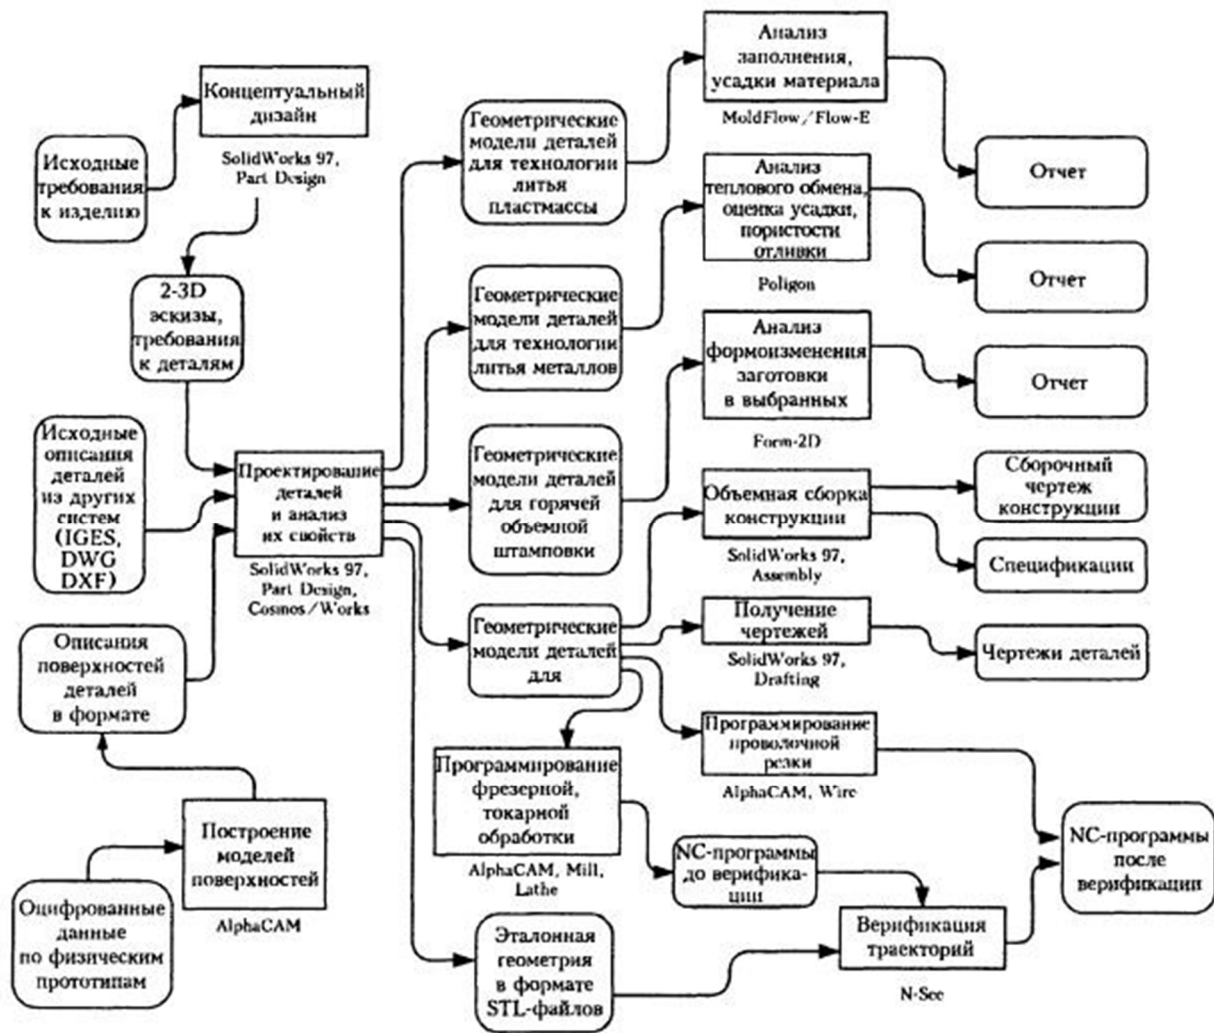 Исходные
требования
к изделию
Концептуальный
дизайн
SolidWorks 97,
Part Design
2-3D
эскизы,
требования
к деталям
Исходные
описания
деталей
из других
систем
(IGES,
DWG
DXF)
Описания
поверхностей
деталей
в формате
Оцифрованные
данные
по физическим
прототипам
Построение
моделей
поверхностей
AlphaCAM
Проектирование
деталей
и анализ
их свойств
SolidWorks 97,
Part Design,
Cosmos/Works
Геометрические
модели деталей
для технологии
литья
пластмассы
Геометрические
модели деталей
для технологии
литья металлов
Геометрические
модели деталей
для горячей
объемной
штамповки
Геометрические
модели деталей
для
Программирование
фрезерной,
токарной
обработки
AlphaCAM, Mill,
Lathe
Эталонная
геометрия
в формате
STL-файлов
Анализ
заполнения,
усадки материала
MoldFlow/Flow-E
Анализ
теплового обмена,
оценка усадки,
пористости
отливки
Poligon
Анализ
формоизменения
заготовки
в выбранных
Form-2D
Объемная сборка
конструкции
SolidWorks 97,
Assembly
Получение
чертежей
SolidWorks 97,
Drafting
Программирование
проволочной
резки
AlphaCAM, Wire
NC-программы
до верифика-
ции
Верификация
траекторий
N-See
Отчет
Отчет
Отчет
Сборочный
чертеж
конструкции
Спецификации
Чертежи деталей
NC-программы
после
верификации